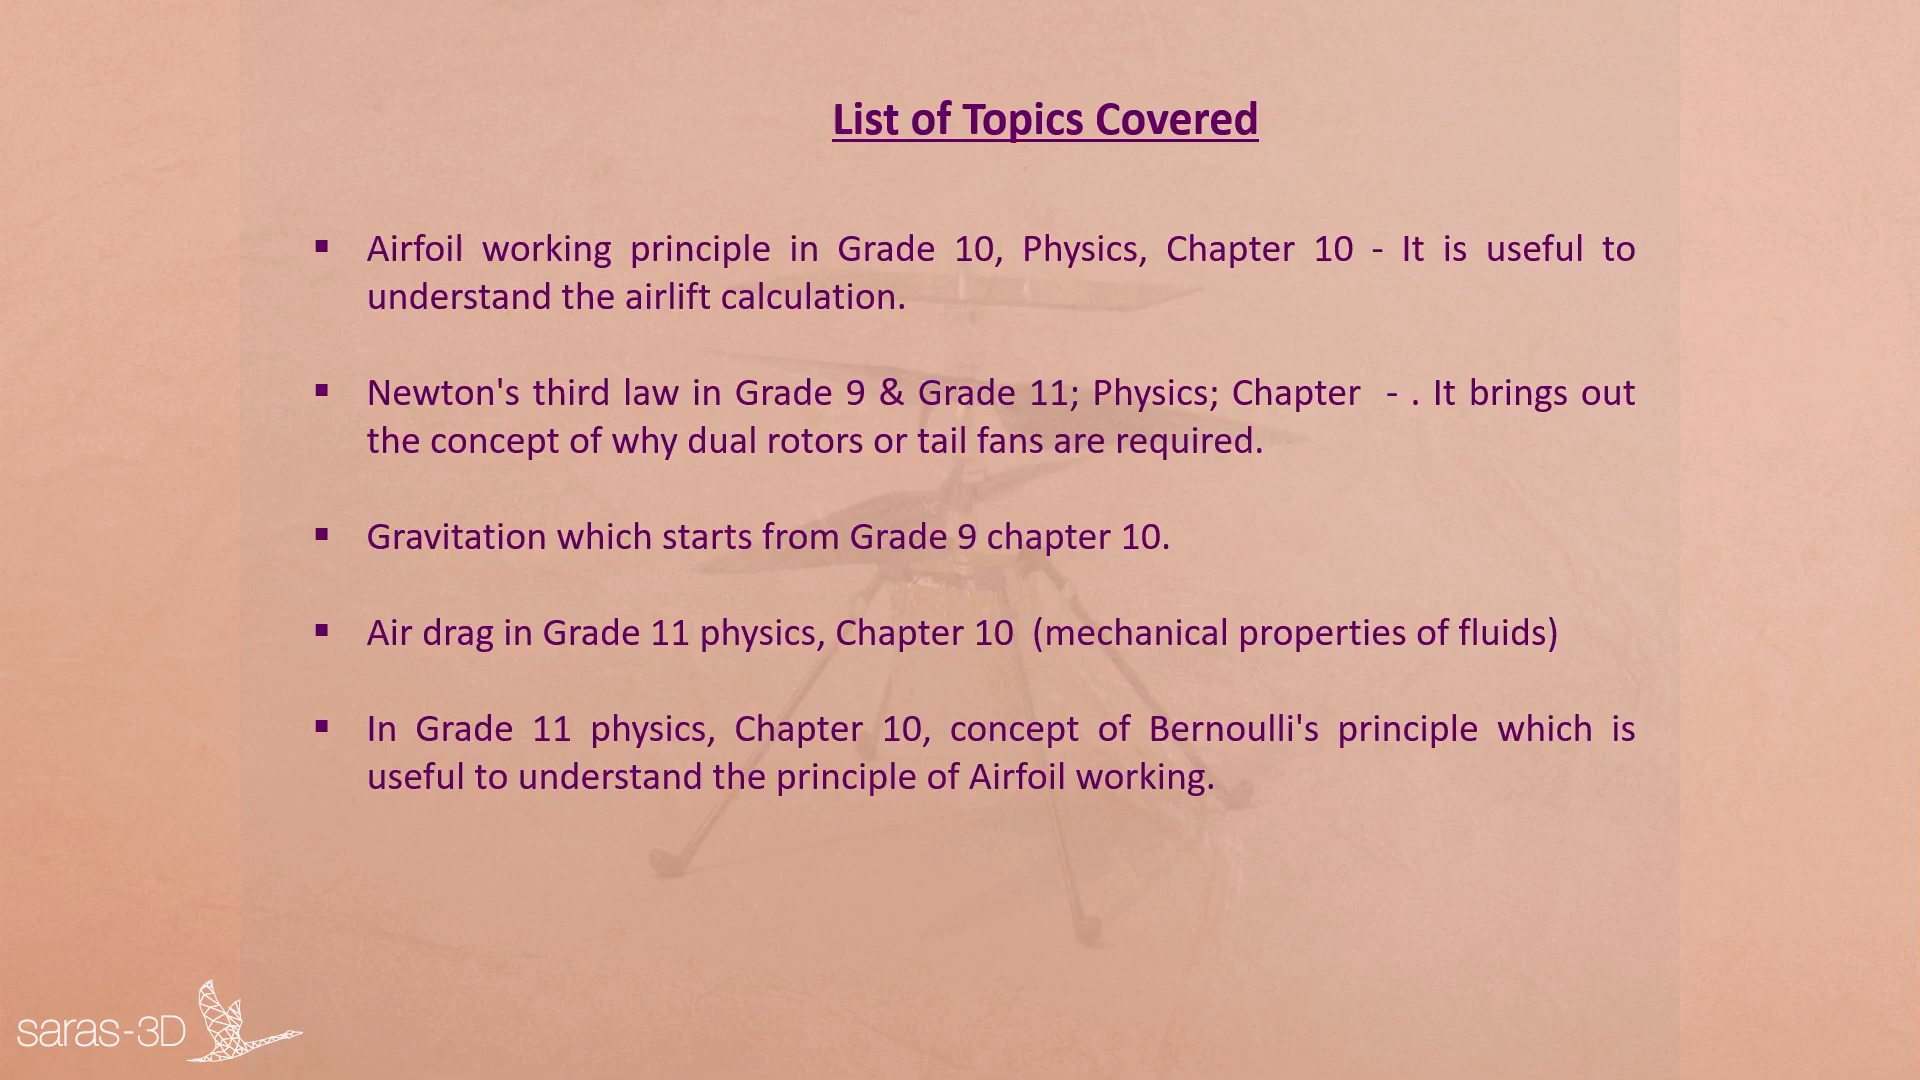 List of Topics Covered
▪ Airfoil working principle in Grade 10, Physics, Chapter 10 - It is useful to
understand the airlift calculation.
▪ Newton's third law in Grade 9 & Grade 11; Physics; Chapter  - . It brings out
the concept of why dual rotors or tail fans are required.
▪ Gravitation which starts from Grade 9 chapter 10.
▪ Air drag in Grade 11 physics, Chapter 10  (mechanical properties of fluids)
▪ In Grade 11 physics, Chapter 10, concept of Bernoulli's principle which is
useful to understand the principle of Airfoil working.
saras-3D